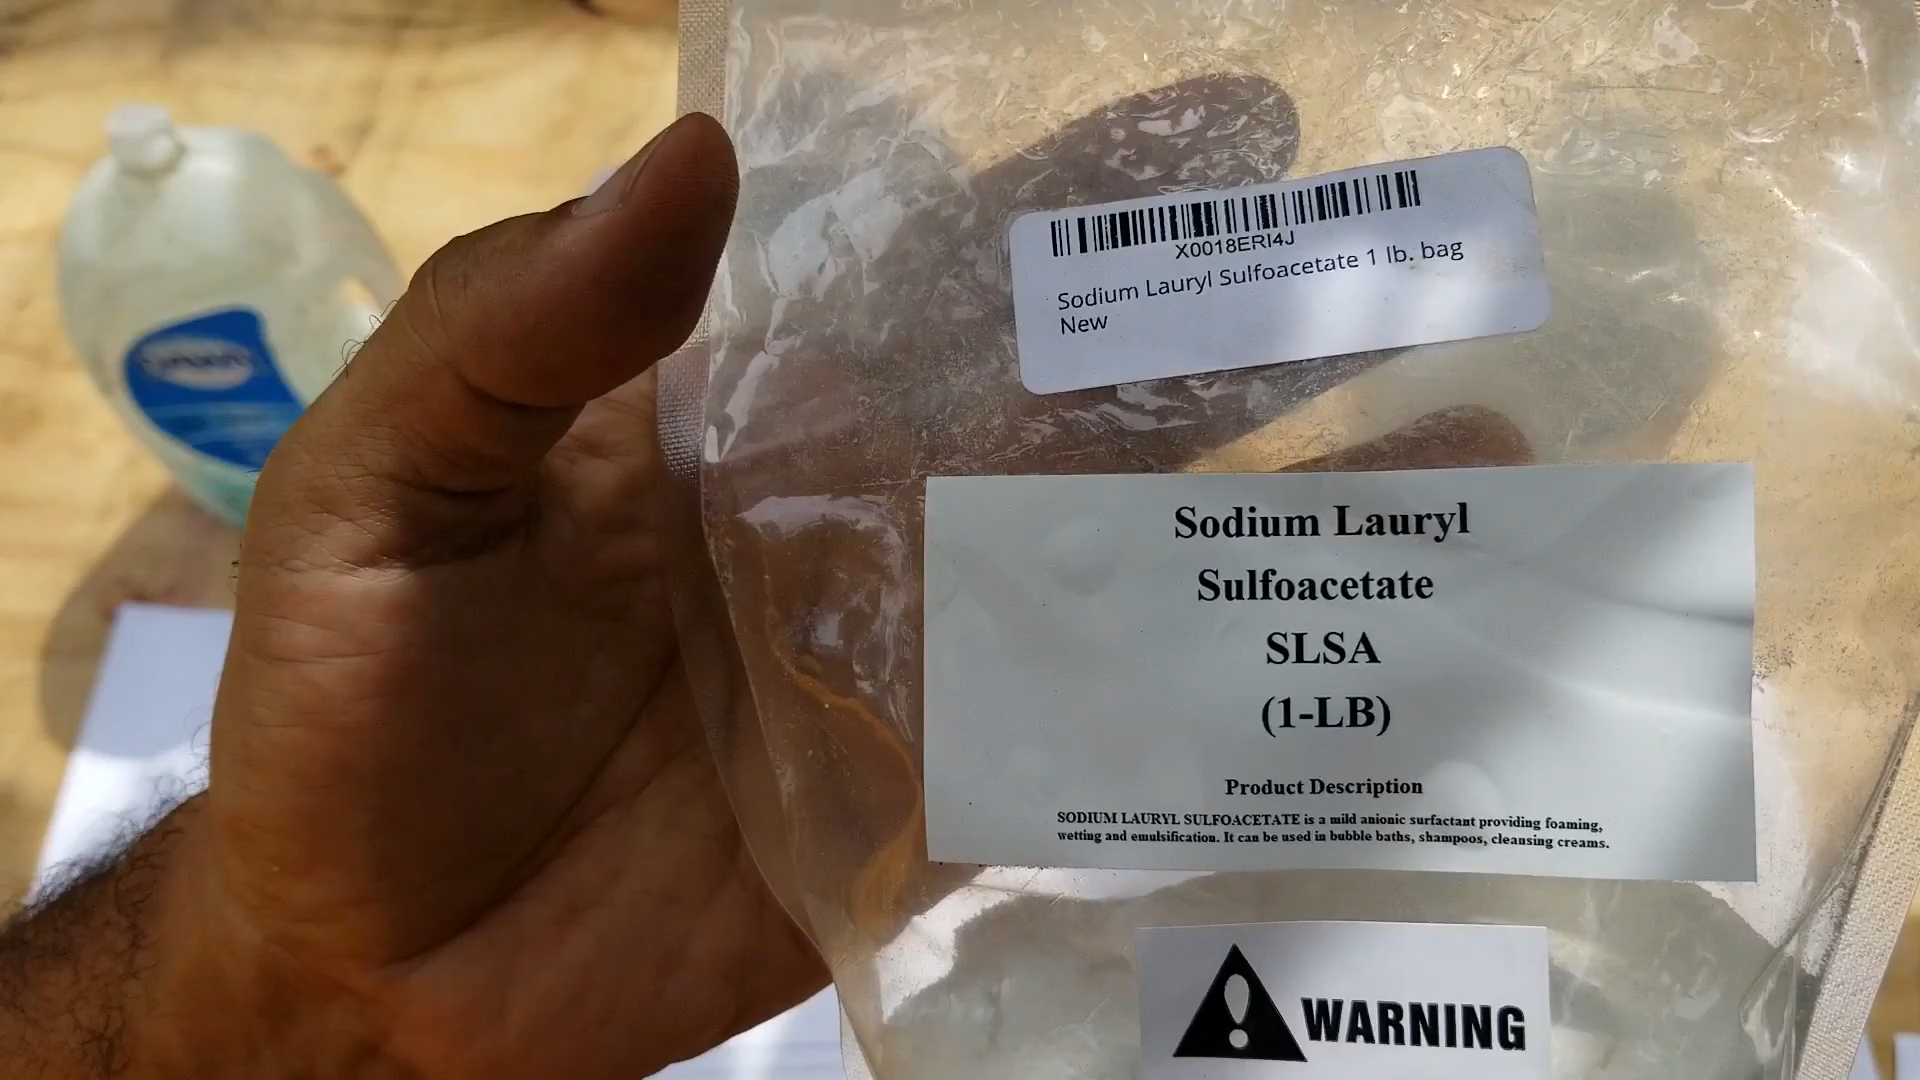 X0018ERI4J
Sodium Lauryl Sulfoacetate 1 lb. bag
New
Sodium Lauryl
Sulfoacetate
SLSA
(1-LB)
Product Description
SODIUM LAURYL SULFOACETATE is a mild anionic surfactant providing foaming,
wetting and emulsification. It can be used in bubble baths, shampoos, cleansing creams.
WARNING